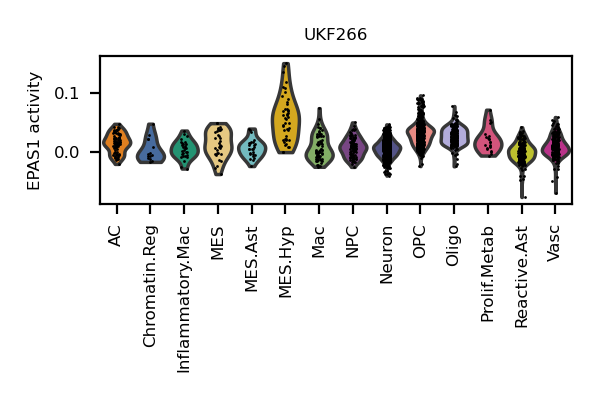 UKF266
EPAS1 activity
0.1
0.0
AC
Chromatin.Reg
Inflammatory.Mac
MES
MES.Ast
MES.Hyp
Mac
NPC
Neuron
OPC
Oligo
Prolif.Metab
Reactive.Ast
Vasc